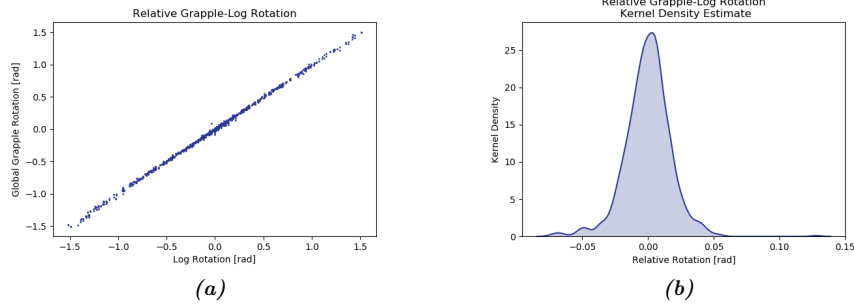 Relative Grapple-Log Rotation
Global Grapple Rotation [rad]
1.5
1.0
0.5
0.0
−0.5
−1.0
−1.5
−1.5 −1.0 −0.5 0.0 0.5 1.0 1.5
Log Rotation [rad]
(a)
Relative Grapple-Log Rotation
Kernel Density Estimate
Kernel Density
25
20
15
10
5
0
−0.05 0.00 0.05 0.10 0.15
Relative Rotation [rad]
(b)